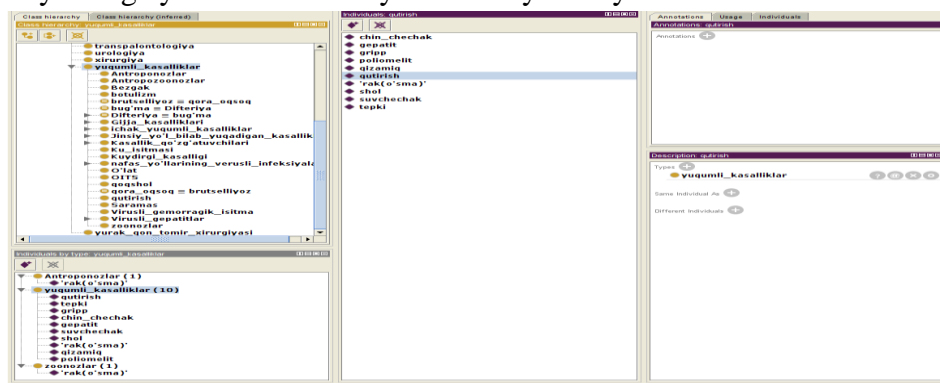 Class hierarchy
Class hierarchy (inferred)
Class hierarchy: yuqumli_kasalliklar
transpalontologiya
urologiya
xirurgiya
yuqumli_kasalliklar
Antroponozlar
Antropozoonozlar
Bezgak
botulizm
brutselliyoz ≡ qora_oqsoq
bug'ma ≡ Difteriya
Difteriya ≡ bug'ma
Gijja_kasalliklari
ichak_yuqumli_kasalliklar
Jinsiy_yo'l_bilab_yuqadigan_kasallik
Kasallik_qo'zg'atuvchilari
Ku_isitmasi
Kuydirgi_kasalligi
nafas_yo'llarining_verusli_infeksiyala
O'lat
OITS
qoqshol
qora_oqsoq ≡ brutselliyoz
qutirish
Saramas
Virusli_gemorragik_isitma
Virusli_gepatitlar
zoonozlar
yurak_qon_tomir_xirurgiyasi
Individuals by type: yuqumli_kasalliklar
Antroponozlar (1)
'rak(o'sma)'
yuqumli_kasalliklar (10)
qutirish
tepki
gripp
chin_chechak
gepatit
suvchechak
shol
'rak(o'sma)'
qizamiq
poliomelit
zoonozlar (1)
'rak(o'sma)'
Individuals: qutirish
chin_chechak
gepatit
gripp
poliomelit
qizamiq
qutirish
'rak(o'sma)'
shol
suvchechak
tepki
Annotations
Usage
Individuals
Annotations: qutirish
Annotations
Description: qutirish
Types
yuqumli_kasalliklar
Same Individual As
Different Individuals